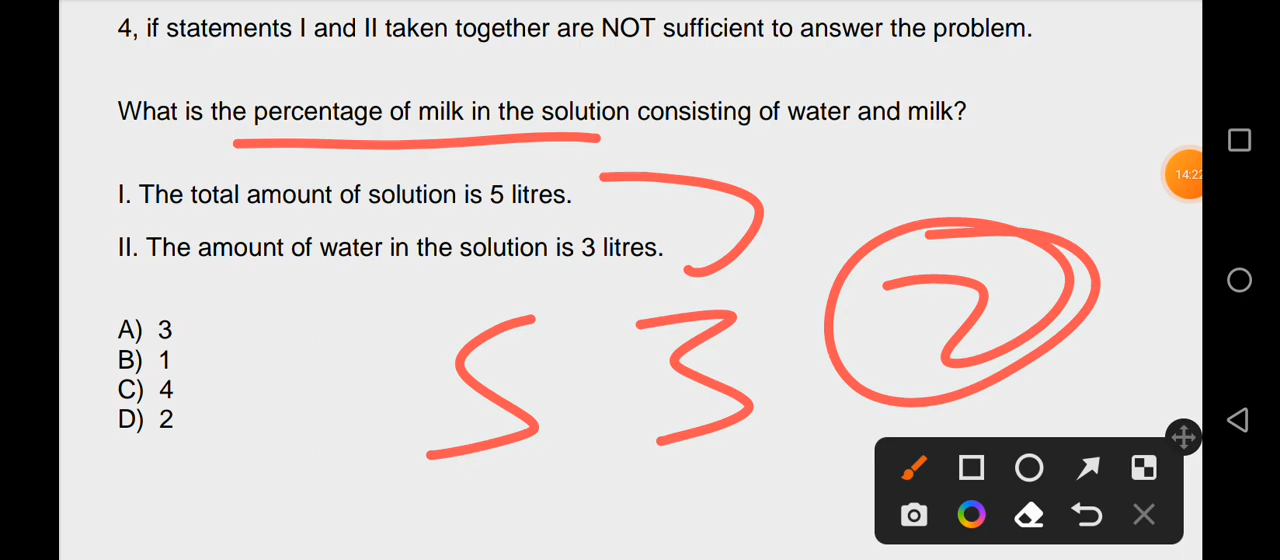 4, if statements I and II taken together are NOT sufficient to answer the problem.
What is the percentage of milk in the solution consisting of water and milk?
14:22
I. The total amount of solution is 5 litres.
II. The amount of water in the solution is 3 litres.
A) 3
B) 1
C) 4
D) 2
5 3 2